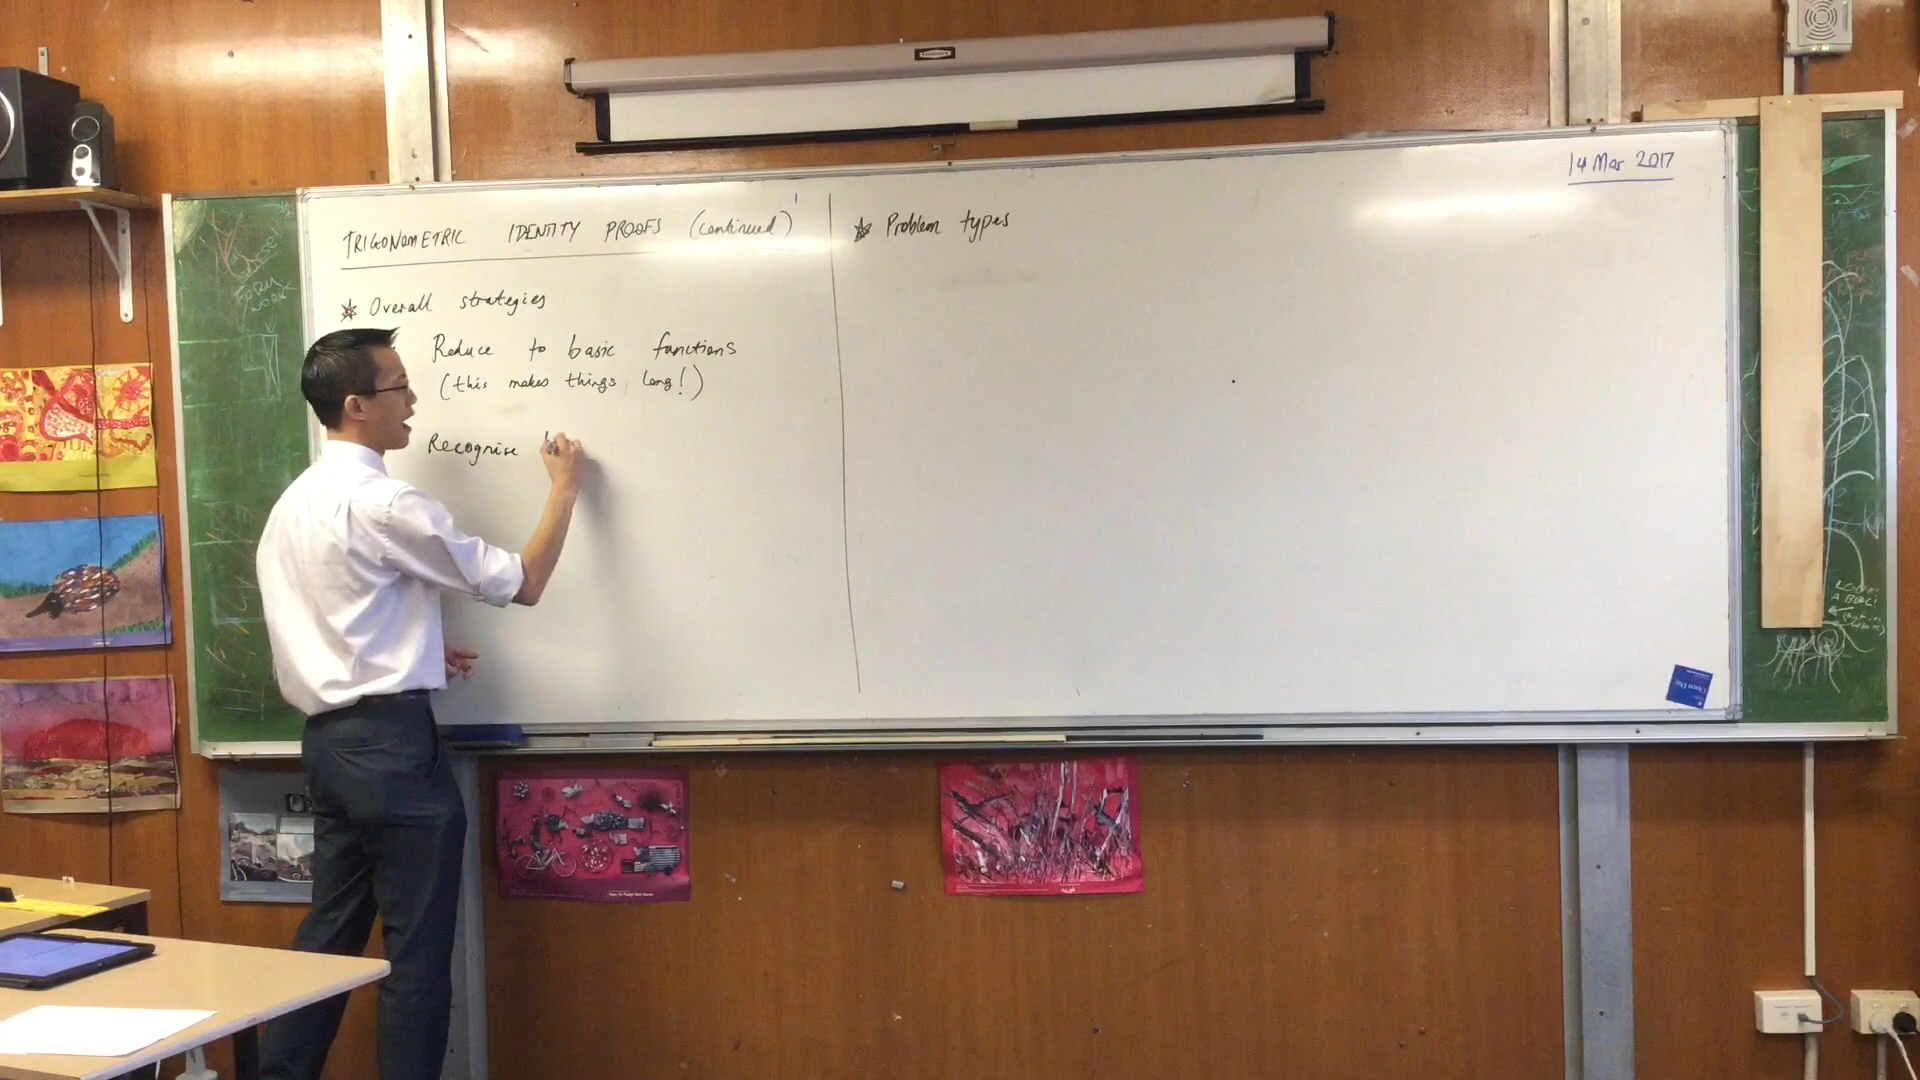 14 Mar 2017
TRIGONOMETRIC IDENTITY PROOFS (continued)
Overall strategies
Reduce to basic functions
(this makes things long!)
Recognise
Problem types